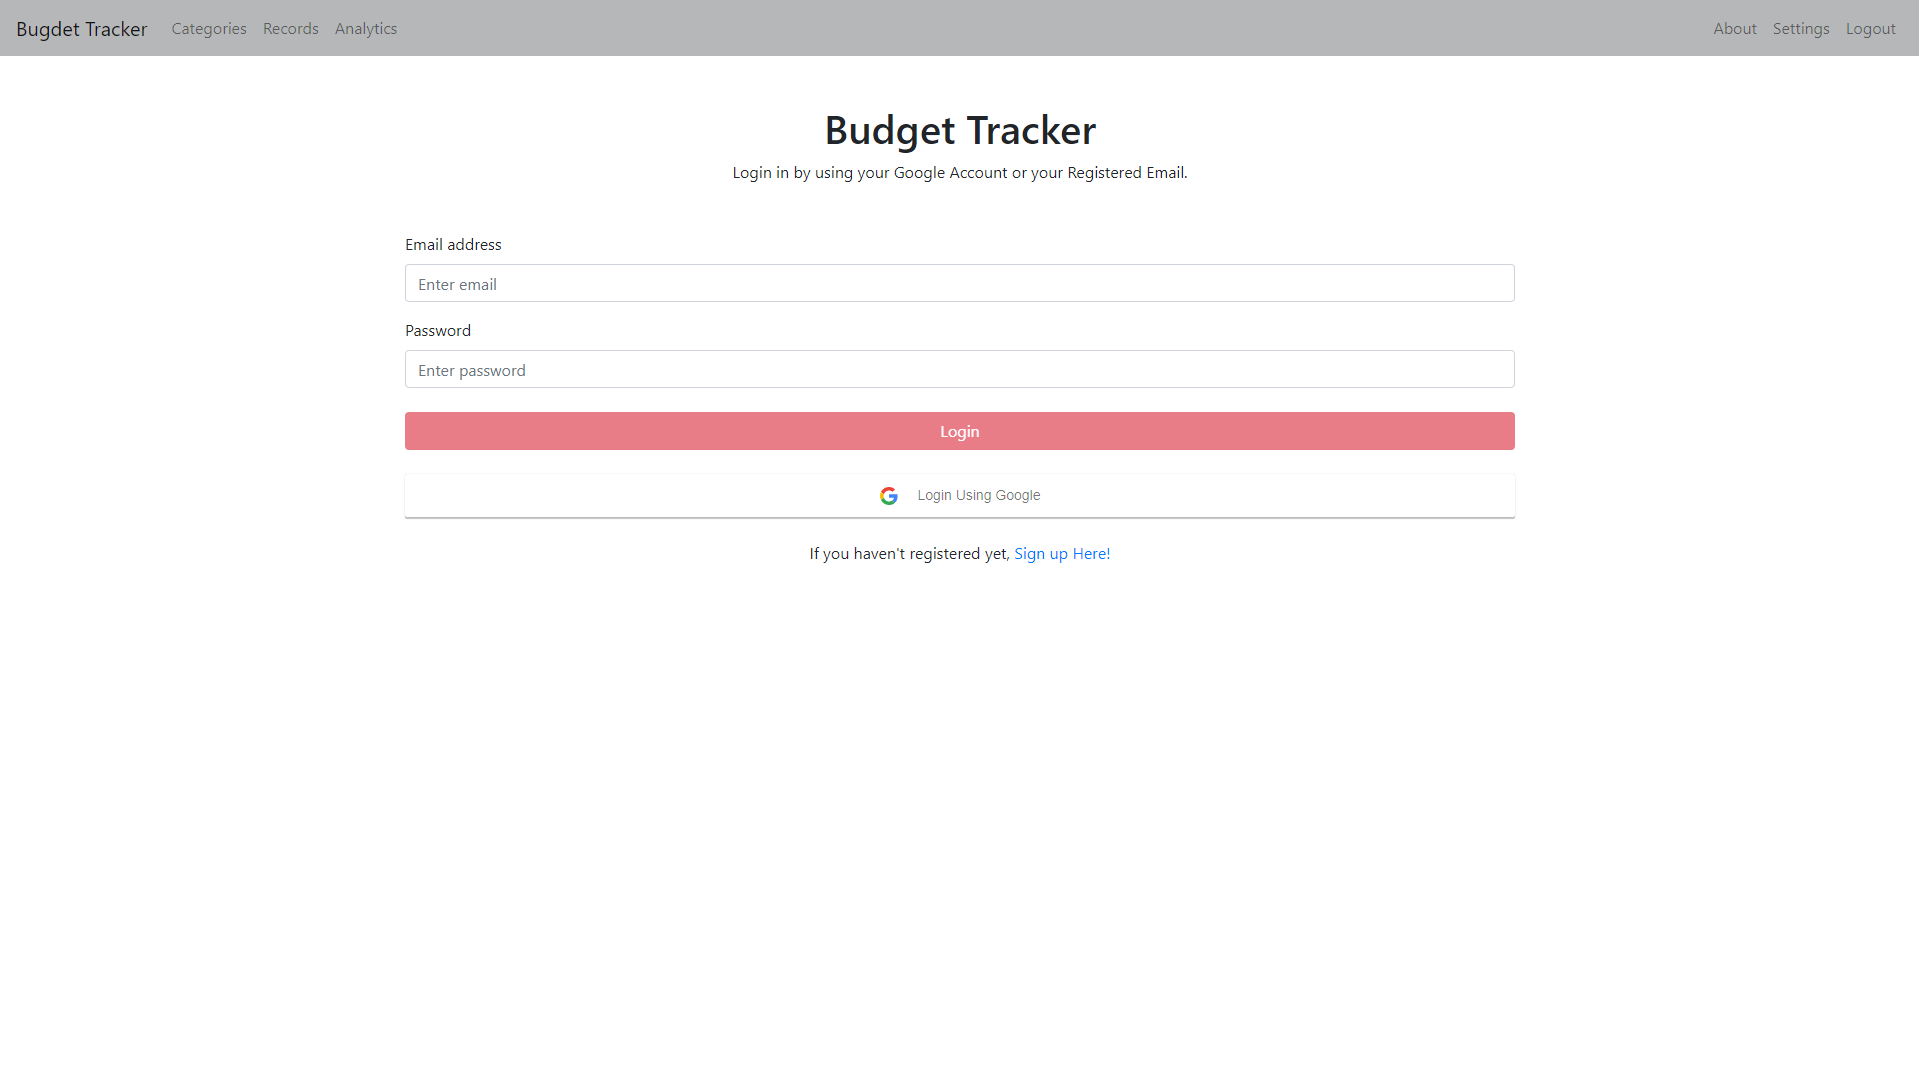 Bugdet Tracker Categories Records Analytics About Settings Logout
Budget Tracker
Login in by using your Google Account or your Registered Email.
Email address
Enter email
Password
Enter password
Login
Login Using Google
If you haven't registered yet, Sign up Here!